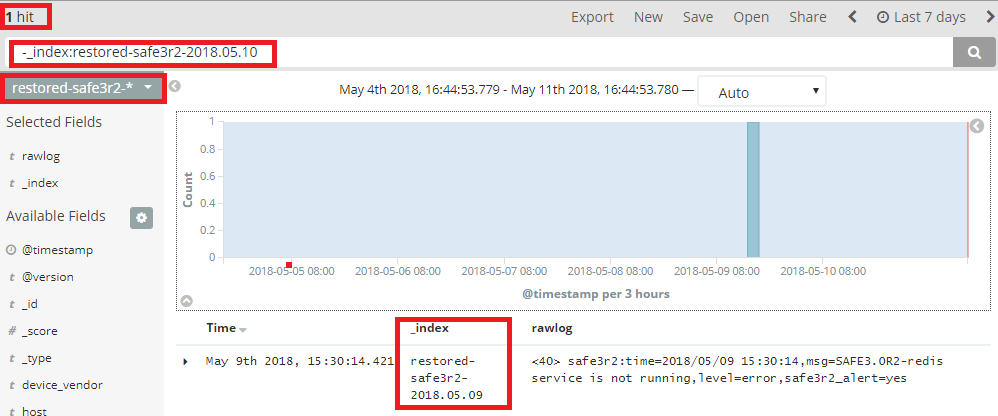 1 hit
Export New Save Open Share Last 7 days
-_index:restored-safe3r2-2018.05.10
restored-safe3r2-*
May 4th 2018, 16:44:53.779 - May 11th 2018, 16:44:53.780 — Auto
Selected Fields
t rawlog
t _index
Available Fields
@timestamp
t @version
t _id
# _score
t _type
t device_vendor
t host
Count
1
0.8
0.6
0.4
0.2
0
2018-05-05 08:00 2018-05-06 08:00 2018-05-07 08:00 2018-05-08 08:00 2018-05-09 08:00 2018-05-10 08:00
@timestamp per 3 hours
Time _index rawlog
May 9th 2018, 15:30:14.421 restored- <40> safe3r2:time=2018/05/09 15:30:14,msg=SAFE3.0R2-redis
safe3r2- service is not running,level=error,safe3r2_alert=yes
2018.05.09